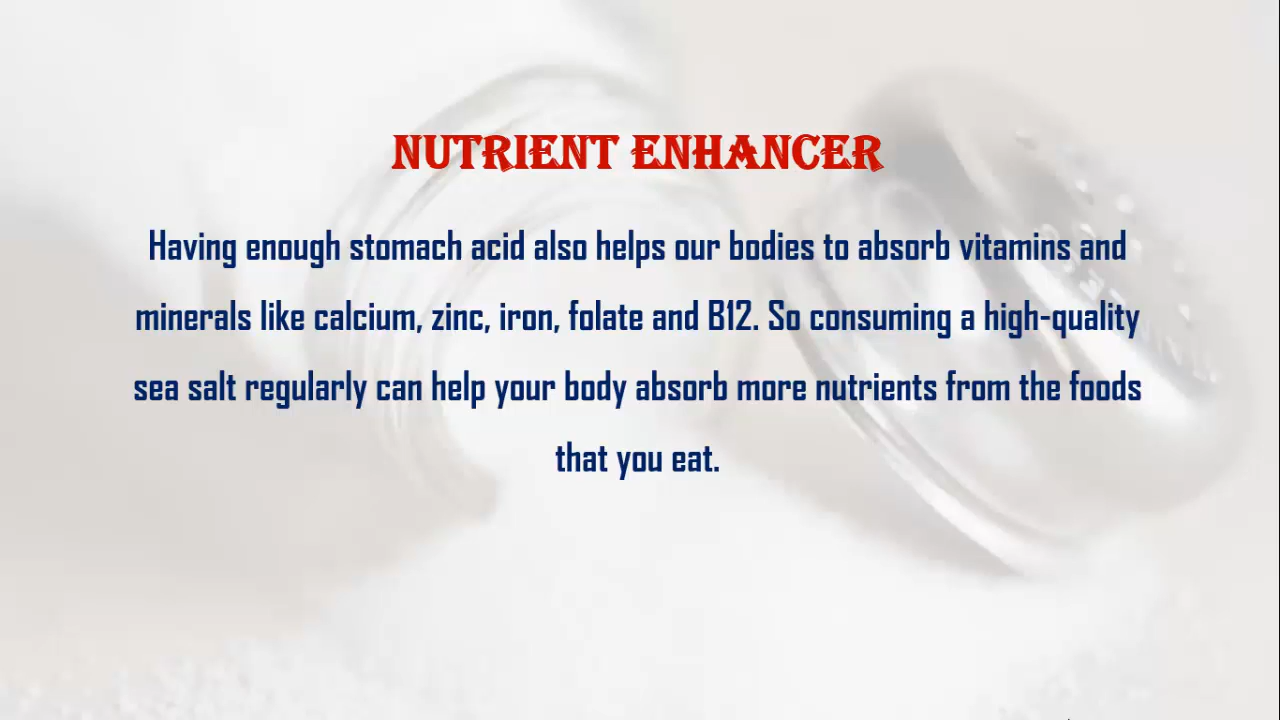 NUTRIENT ENHANCER
Having enough stomach acid also helps our bodies to absorb vitamins and
minerals like calcium, zinc, iron, folate and B12. So consuming a high-quality
sea salt regularly can help your body absorb more nutrients from the foods
that you eat.